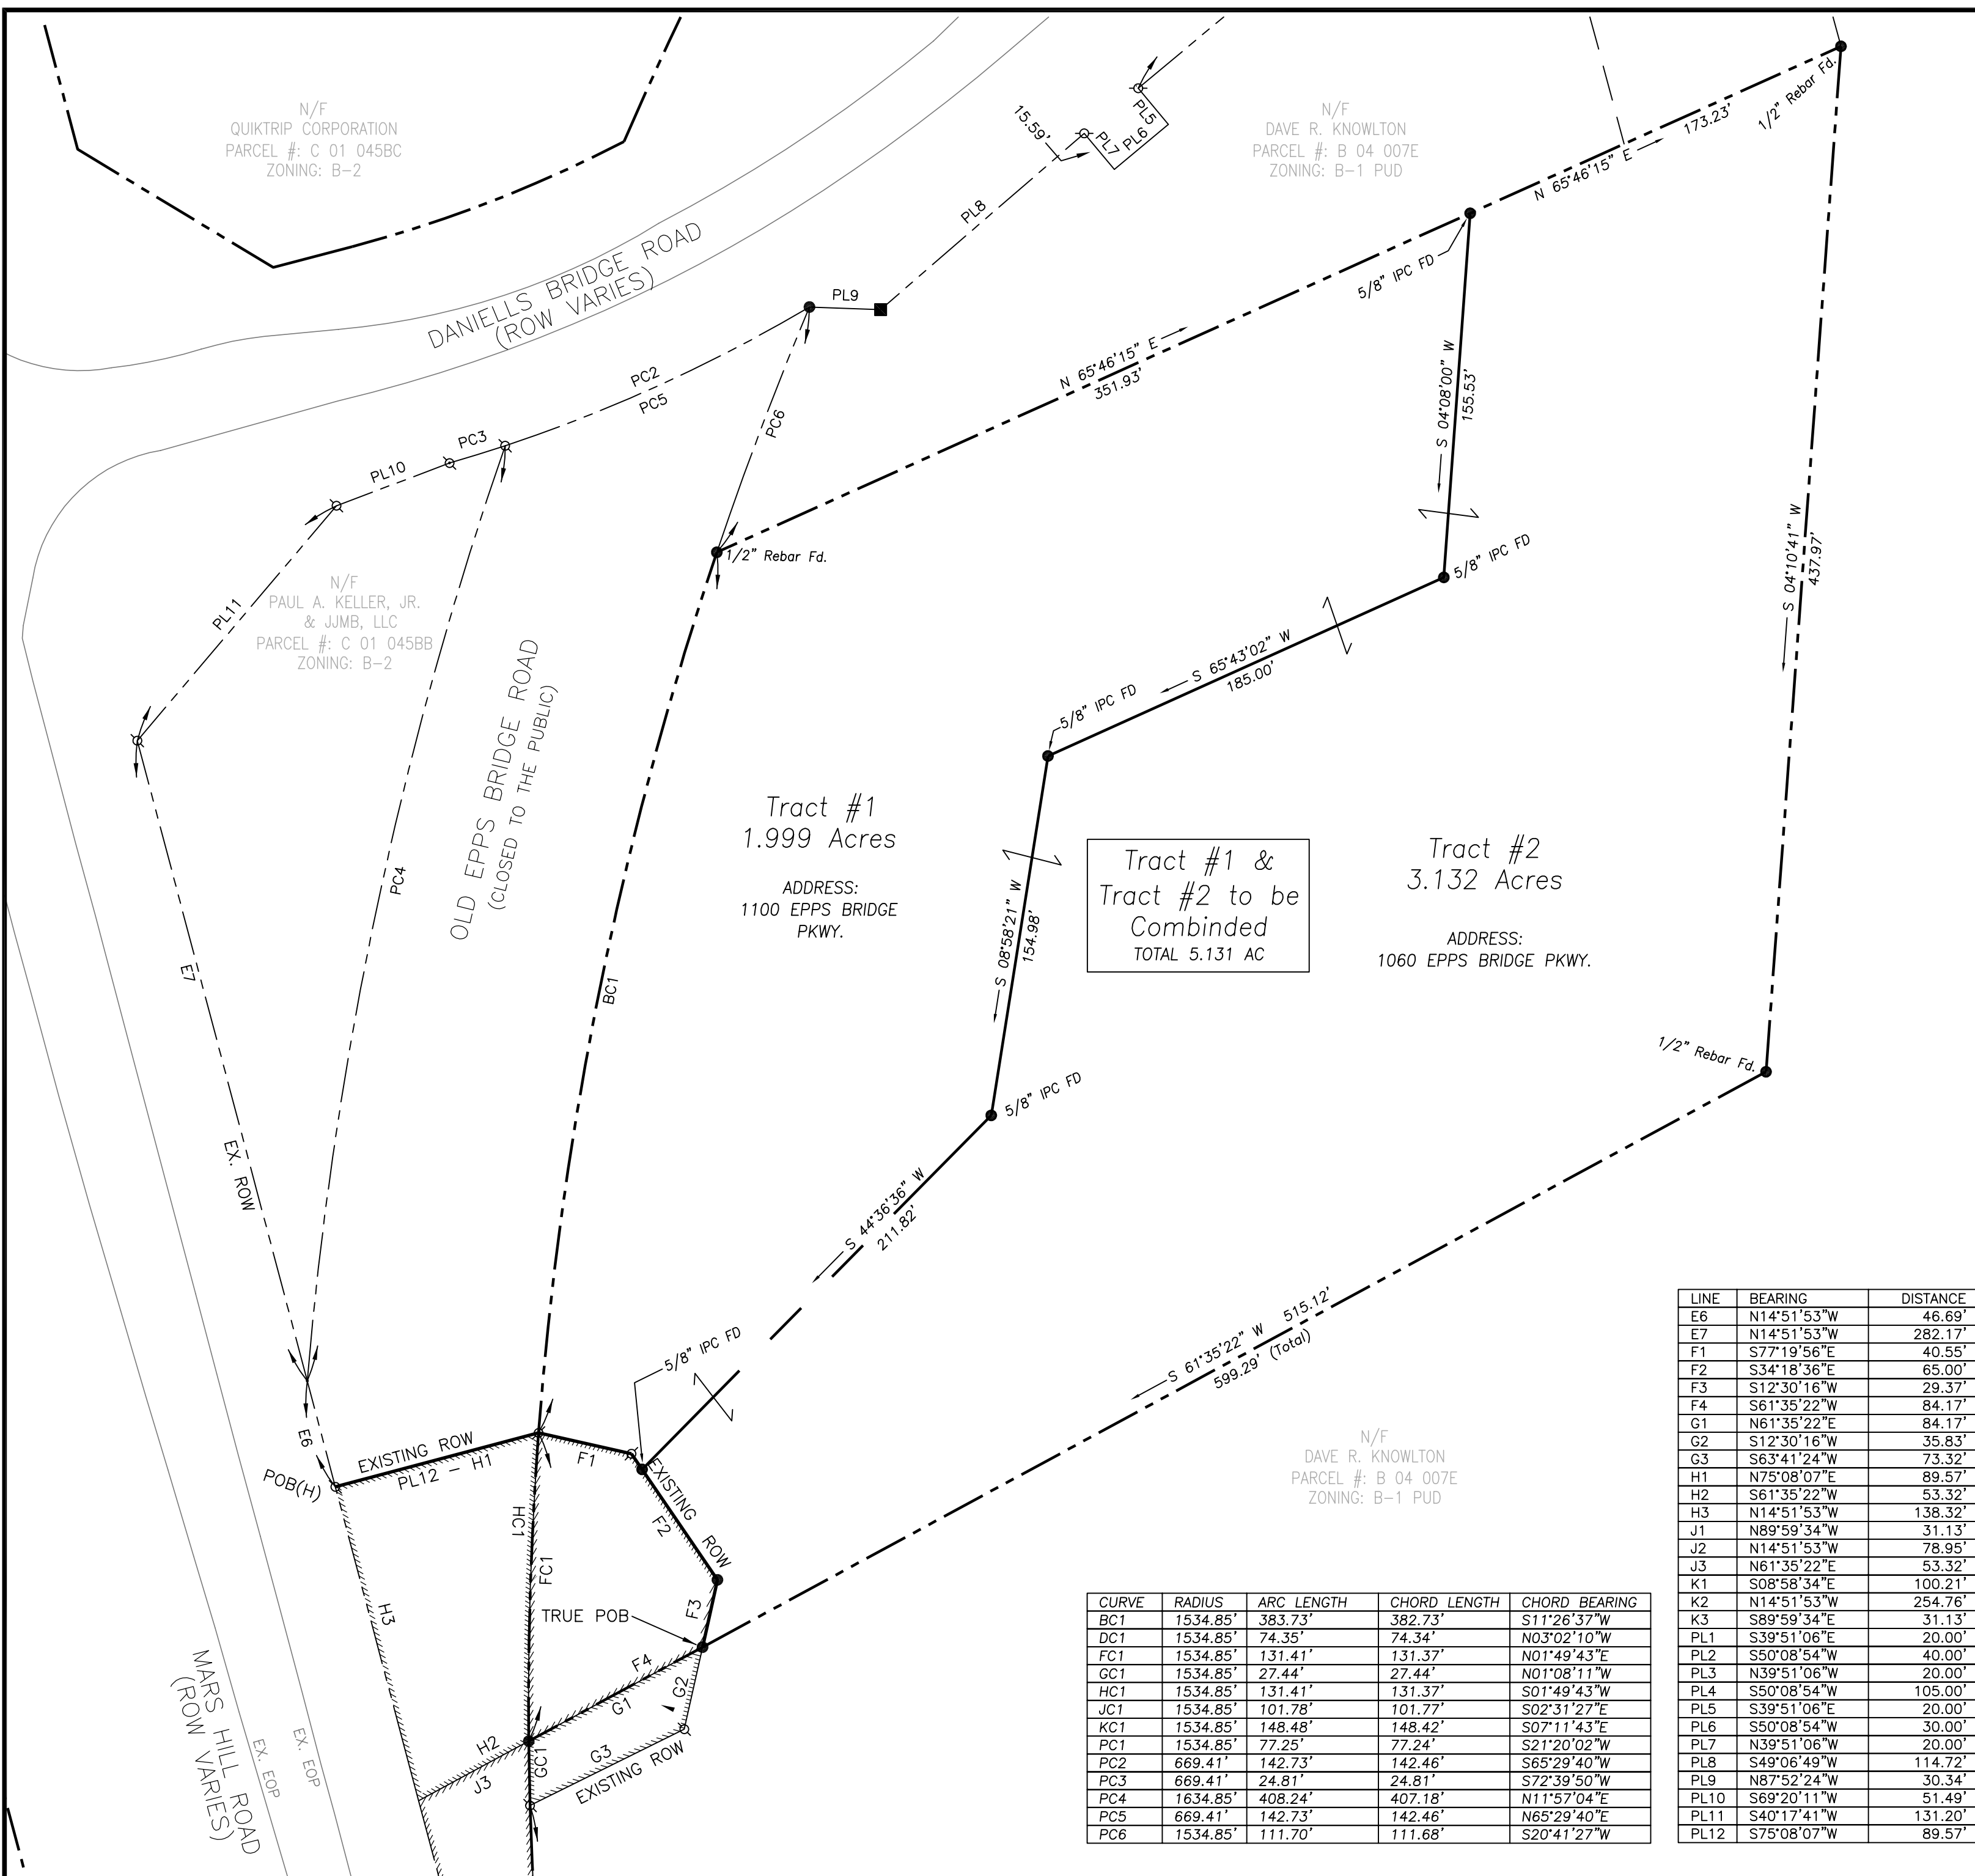 N/F
QUIKTRIP CORPORATION
PARCEL #: C 01 045BC
ZONING: B-2
N/F
DAVE R. KNOWLTON
PARCEL #: B 04 007E
ZONING: B-1 PUD
15.59'
PL5
PL6
PL7
PL8
PL9
173.23'
1/2" Rebar Fd.
N 65°46'15" E
5/8" IPC FD
DANIELLS BRIDGE ROAD
(ROW VARIES)
N 65°46'15" E
351.93'
S 04°08'00" W
155.53'
PC2
PC5
PC6
PC3
PL10
1/2" Rebar Fd.
5/8" IPC FD
S 04°10'41" W
437.97'
N/F
PAUL A. KELLER, JR.
& JJMB, LLC
PARCEL #: C 01 045BB
ZONING: B-2
PL11
OLD EPPS BRIDGE ROAD
(CLOSED TO THE PUBLIC)
S 65°43'02" W
185.00'
5/8" IPC FD
Tract #1
1.999 Acres
ADDRESS:
1100 EPPS BRIDGE
PKWY.
Tract #1 &
Tract #2 to be
Combinded
TOTAL 5.131 AC
Tract #2
3.132 Acres
ADDRESS:
1060 EPPS BRIDGE PKWY.
PC4
BC1
E7
S 08°58'21" W
154.98'
1/2" Rebar Fd.
5/8" IPC FD
EX. ROW
S 44°36'36" W
211.82'
5/8" IPC FD
S 61°35'22" W 515.12'
599.29' (Total)
N/F
DAVE R. KNOWLTON
PARCEL #: B 04 007E
ZONING: B-1 PUD
E6
EXISTING ROW
PL12 - H1
POB(H)
F1
EXISTING ROW
F2
HC1
FC1
F3
TRUE POB
H3
F4
G1
G2
H2
J3
GC1
G3
EXISTING ROW
MARS HILL ROAD
(ROW VARIES)
EX. EOP
EX. EOP
CURVE RADIUS ARC LENGTH CHORD LENGTH CHORD BEARING
BC1 1534.85' 383.73' 382.73' S11°26'37"W
DC1 1534.85' 74.35' 74.34' N03°02'10"W
FC1 1534.85' 131.41' 131.37' N01°49'43"E
GC1 1534.85' 27.44' 27.44' N01°08'11"W
HC1 1534.85' 131.41' 131.37' S01°49'43"W
JC1 1534.85' 101.78' 101.77' S02°31'27"E
KC1 1534.85' 148.48' 148.42' S07°11'43"E
PC1 1534.85' 77.25' 77.24' S21°20'02"W
PC2 669.41' 142.73' 142.46' S65°29'40"W
PC3 669.41' 24.81' 24.81' S72°39'50"W
PC4 1634.85' 408.24' 407.18' N11°57'04"E
PC5 669.41' 142.73' 142.46' N65°29'40"E
PC6 1534.85' 111.70' 111.68' S20°41'27"W
LINE BEARING DISTANCE
E6 N14°51'53"W 46.69'
E7 N14°51'53"W 282.17'
F1 S77°19'56"E 40.55'
F2 S34°18'36"E 65.00'
F3 S12°30'16"W 29.37'
F4 S61°35'22"W 84.17'
G1 N61°35'22"E 84.17'
G2 S12°30'16"W 35.83'
G3 S63°41'24"W 73.32'
H1 N75°08'07"E 89.57'
H2 S61°35'22"W 53.32'
H3 N14°51'53"W 138.32'
J1 N89°59'34"W 31.13'
J2 N14°51'53"W 78.95'
J3 N61°35'22"E 53.32'
K1 S08°58'34"E 100.21'
K2 N14°51'53"W 254.76'
K3 S89°59'34"E 31.13'
PL1 S39°51'06"E 20.00'
PL2 S50°08'54"W 40.00'
PL3 N39°51'06"W 20.00'
PL4 S50°08'54"W 105.00'
PL5 S39°51'06"E 20.00'
PL6 S50°08'54"W 30.00'
PL7 N39°51'06"W 20.00'
PL8 S49°06'49"W 114.72'
PL9 N87°52'24"W 30.34'
PL10 S69°20'11"W 51.49'
PL11 S40°17'41"W 131.20'
PL12 S75°08'07"W 89.57'